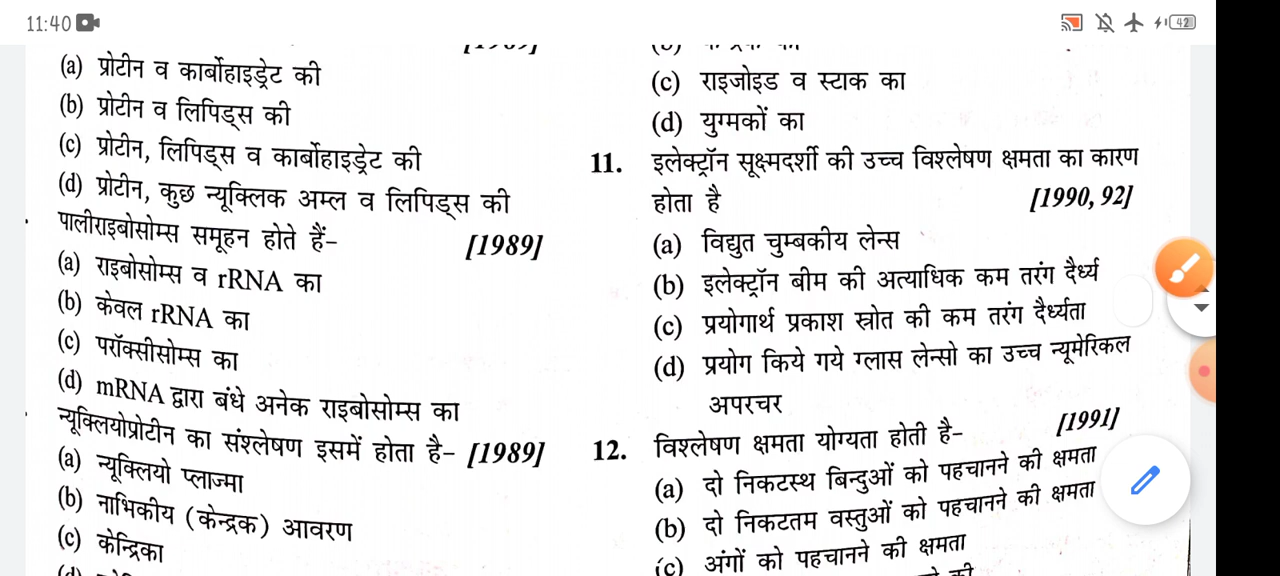 11:40
42
(a) प्रोटीन व कार्बोहाइड्रेट की
(b) प्रोटीन व लिपिड्स की
(c) प्रोटीन, लिपिड्स व कार्बोहाइड्रेट की
(d) प्रोटीन, कुछ न्यूक्लिक अम्ल व लिपिड्स की
पालीराइबोसोम्स समूहन होते हैं– [1989]
(a) राइबोसोम्स व rRNA का
(b) केवल rRNA का
(c) परॉक्सीसोम्स का
(d) mRNA द्वारा बंधे अनेक राइबोसोम्स का
न्यूक्लियोप्रोटीन का संश्लेषण इसमें होता है– [1989]
(a) न्यूक्लियो प्लाज्मा
(b) नाभिकीय (केन्द्रक) आवरण
(c) केन्द्रिका
(c) राइजोइड व स्टाक का
(d) युग्मकों का
11. इलेक्ट्रॉन सूक्ष्मदर्शी की उच्च विश्लेषण क्षमता का कारण
होता है [1990, 92]
(a) विद्युत चुम्बकीय लेन्स
(b) इलेक्ट्रॉन बीम की अत्याधिक कम तरंग दैर्ध्य
(c) प्रयोगार्थ प्रकाश स्त्रोत की कम तरंग दैर्ध्यता
(d) प्रयोग किये गये ग्लास लेन्सो का उच्च न्यूमेरिकल
अपरचर
12. विश्लेषण क्षमता योग्यता होती है– [1991]
(a) दो निकटस्थ बिन्दुओं को पहचानने की क्षमता
(b) दो निकटतम वस्तुओं को पहचानने की क्षमता
(c) अंगों को पहचानने की क्षमता